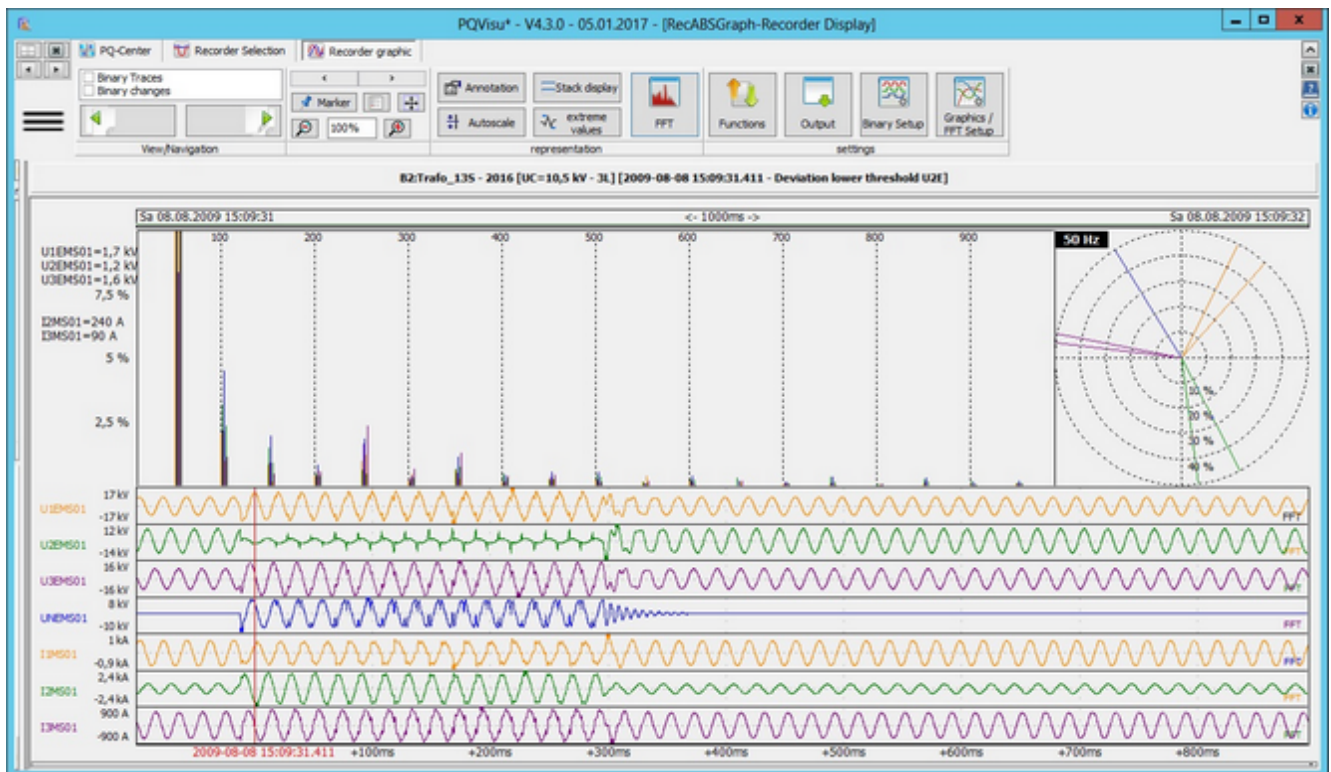 PQVisu* - V4.3.0 - 05.01.2017 - [RecABSGraph-Recorder Display]
PQ-Center Recorder Selection Recorder graphic
Binary Traces
Binary changes
View/Navigation
< >
Marker
100%
Annotation Stack display
Autoscale extreme values
FFT
representation
Functions Output Binary Setup Graphics / FFT Setup
settings
B2:Trafo_13S - 2016 [UC=10,5 kV - 3L] [2009-08-08 15:09:31.411 - Deviation lower threshold U2E]
Sa 08.08.2009 15:09:31 <- 1000ms -> Sa 08.08.2009 15:09:32
100 200 300 400 500 600 700 800 900
50 Hz
U1EMS01=1,7 kV
U2EMS01=1,2 kV
U3EMS01=1,6 kV
7,5 %
I2MS01=240 A
I3MS01=90 A
5 %
2,5 %
10 %
20 %
30 %
40 %
U1EMS01 17 kV -17 kV FFT
U2EMS01 12 kV -14 kV FFT
U3EMS01 16 kV -16 kV FFT
UNEMS01 8 kV -10 kV FFT
I1MS01 1 kA -0,9 kA FFT
I2MS01 2,4 kA -2,4 kA FFT
I3MS01 900 A -900 A FFT
2009-08-08 15:09:31.411 +100ms +200ms +300ms +400ms +500ms +600ms +700ms +800ms